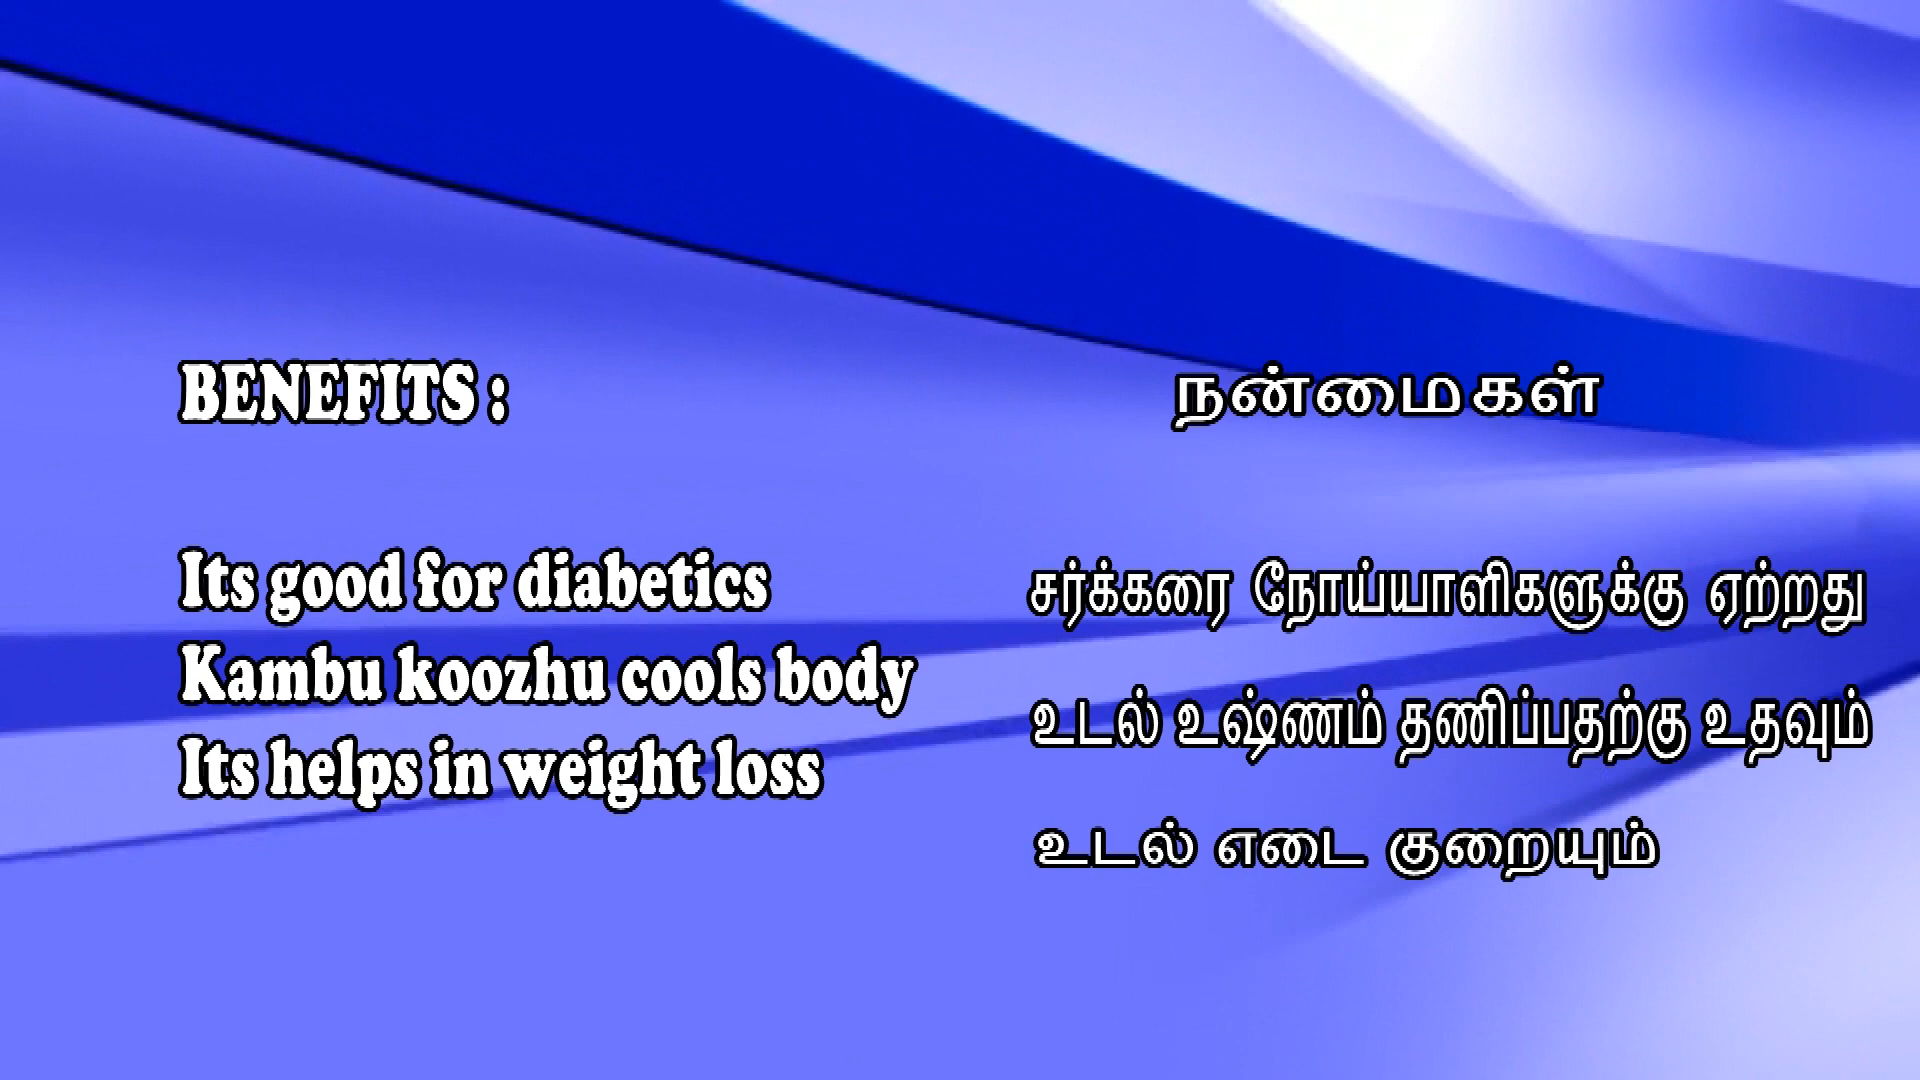 BENEFITS :
Its good for diabetics
Kambu koozhu cools body
Its helps in weight loss
நன்மைகள்
சர்க்கரை நோய்யாளிகளுக்கு ஏற்றது
உடல் உஷ்ணம் தணிப்பதற்கு உதவும்
உடல் எடை குறையும்